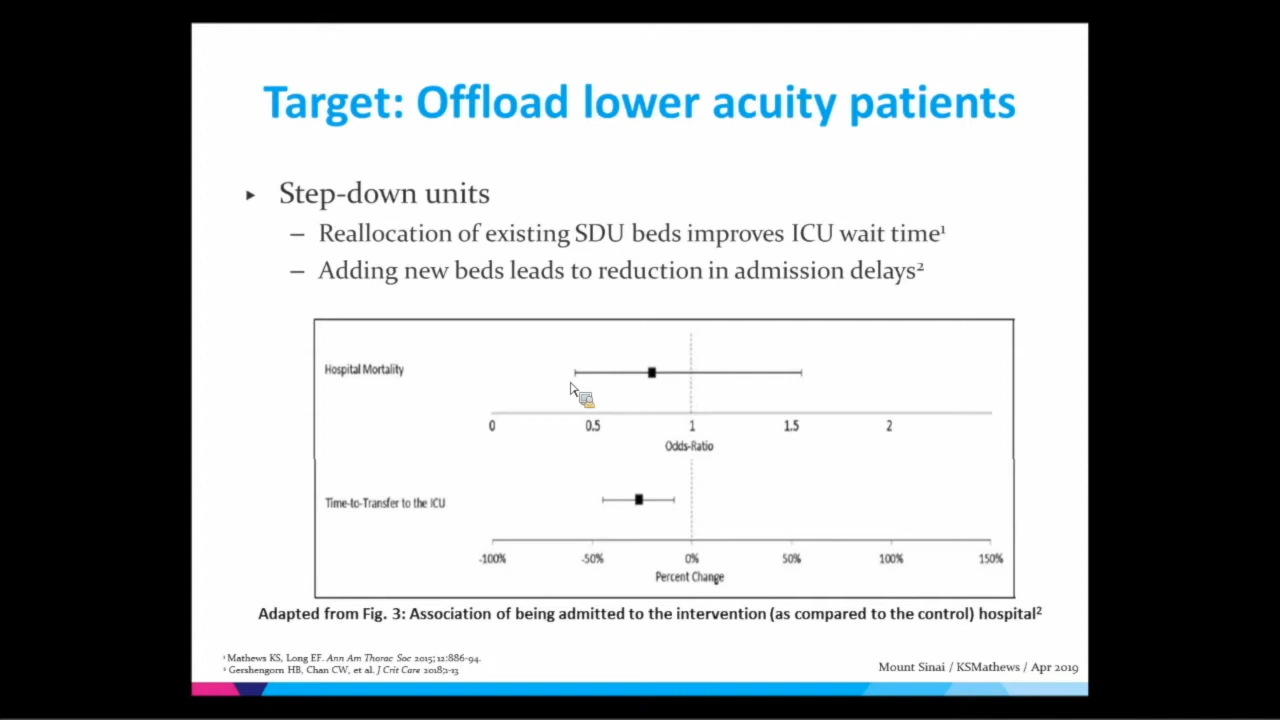 Target: Offload lower acuity patients
▸ Step-down units
– Reallocation of existing SDU beds improves ICU wait time¹
– Adding new beds leads to reduction in admission delays²
Hospital Mortality
0 0.5 1 1.5 2
Odds-Ratio
Time-to-Transfer to the ICU
-100% -50% 0% 50% 100% 150%
Percent Change
Adapted from Fig. 3: Association of being admitted to the intervention (as compared to the control) hospital²
¹ Mathews KS, Long EF. Ann Am Thorac Soc 2015; 12:886-94.
² Gershengorn HB, Chan CW, et al. J Crit Care 2018;1-13
Mount Sinai / KSMathews / Apr 2019